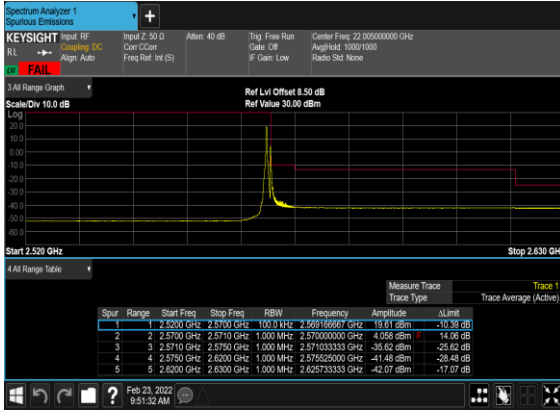 Spectrum Analyzer 1
Spurious Emissions
+
KEYSIGHT Input: RF Input Z: 50 Ω Atten: 40 dB Trig: Free Run Center Freq: 22.005000000 GHz
RL Coupling: DC Corr CCorr Gate: Off Avg|Hold: 1000/1000
Align: Auto Freq Ref: Int (S) IF Gain: Low Radio Std: None
FAIL
3 All Range Graph
Ref Lvl Offset 8.50 dB
Scale/Div 10.0 dB Ref Value 30.00 dBm
Log
20.0
10.0
0.00
-10.0
-20.0
-30.0
-40.0
-50.0
-60.0
Start 2.520 GHz Stop 2.630 GH
4 All Range Table
Measure Trace Trace 1
Trace Type Trace Average (Active)
Spur Range Start Freq Stop Freq RBW Frequency Amplitude ΔLimit
1 1 2.5200 GHz 2.5700 GHz 100.0 kHz 2.569166667 GHz 19.61 dBm -10.39 dB
2 2 2.5700 GHz 2.5710 GHz 1.000 MHz 2.570000000 GHz 4.058 dBm F 14.06 dB
3 3 2.5710 GHz 2.5750 GHz 1.000 MHz 2.571033333 GHz -35.62 dBm -25.62 dB
4 4 2.5750 GHz 2.6200 GHz 1.000 MHz 2.575525000 GHz -41.48 dBm -28.48 dB
5 5 2.6200 GHz 2.6300 GHz 1.000 MHz 2.625733333 GHz -42.07 dBm -17.07 dB
? Feb 23, 2022
9:51:32 AM